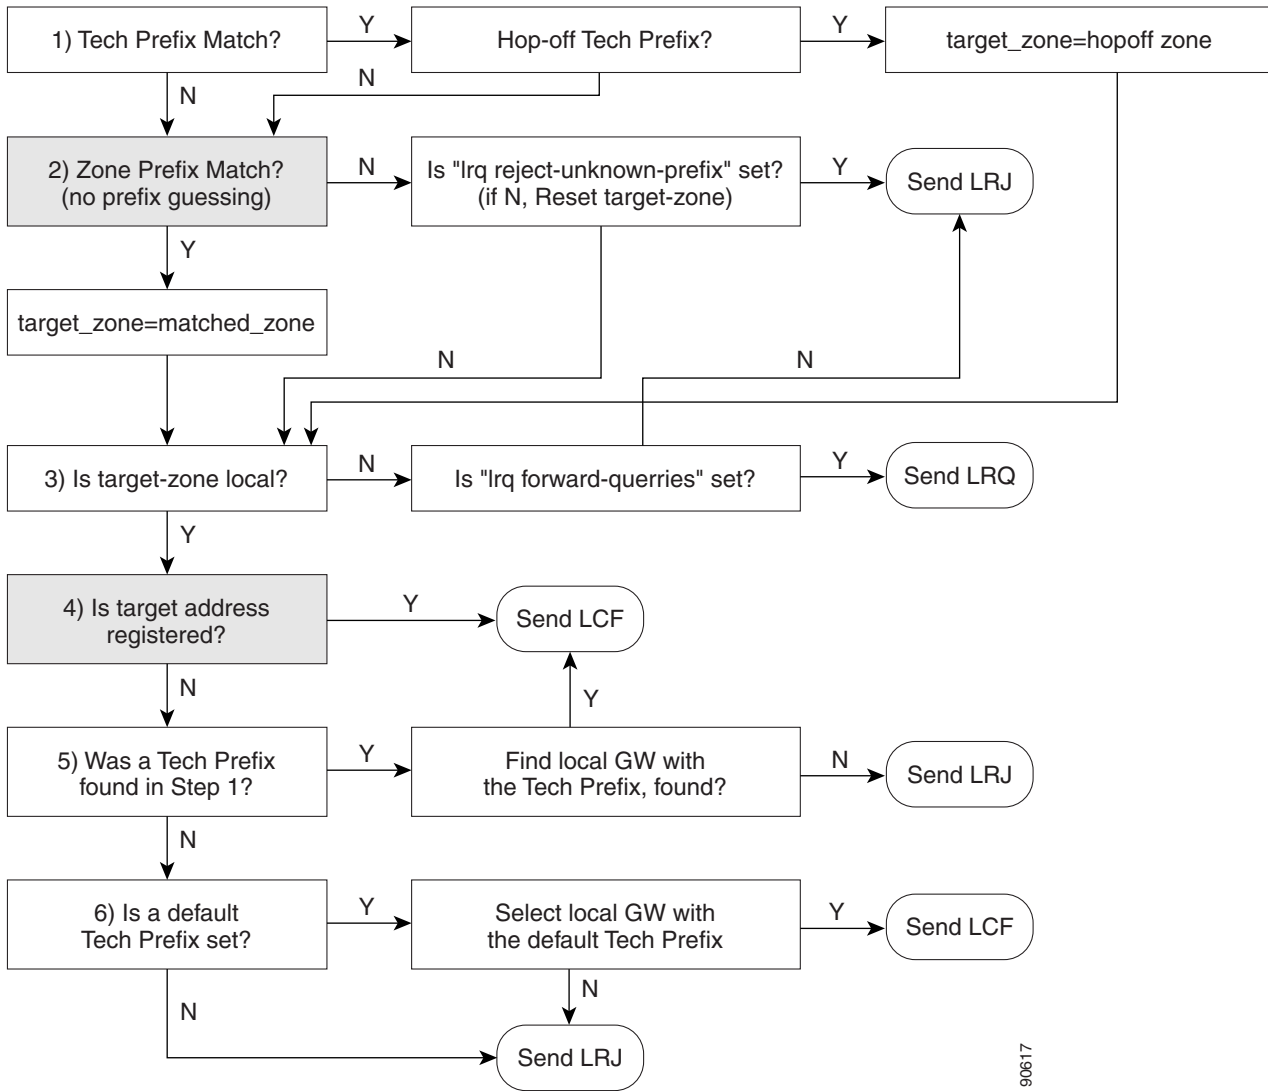 1) Tech Prefix Match?
Y
Hop-off Tech Prefix?
Y
target_zone=hopoff zone
N
N
2) Zone Prefix Match?
(no prefix guessing)
N
Is "lrq reject-unknown-prefix" set?
(if N, Reset target-zone)
Y
Send LRJ
Y
target_zone=matched_zone
N
N
3) Is target-zone local?
N
Is "lrq forward-querries" set?
Y
Send LRQ
Y
4) Is target address
registered?
Y
Send LCF
N
Y
5) Was a Tech Prefix
found in Step 1?
Y
Find local GW with
the Tech Prefix, found?
N
Send LRJ
N
6) Is a default
Tech Prefix set?
Y
Select local GW with
the default Tech Prefix
Y
Send LCF
N
N
Send LRJ
90617